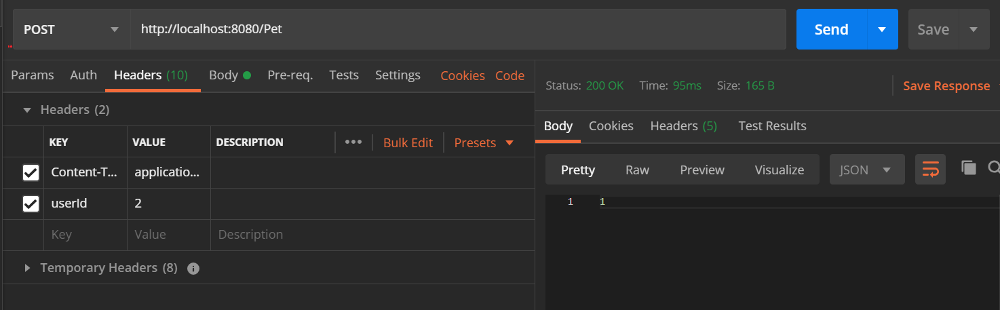 POST http://localhost:8080/Pet Send Save
Params Auth Headers (10) Body Pre-req. Tests Settings Cookies Code
Headers (2)
KEY VALUE DESCRIPTION ••• Bulk Edit Presets
Content-T... applicatio...
userId 2
Key Value Description
Temporary Headers (8)
Status: 200 OK Time: 95ms Size: 165 B Save Response
Body Cookies Headers (5) Test Results
Pretty Raw Preview Visualize JSON
1 1